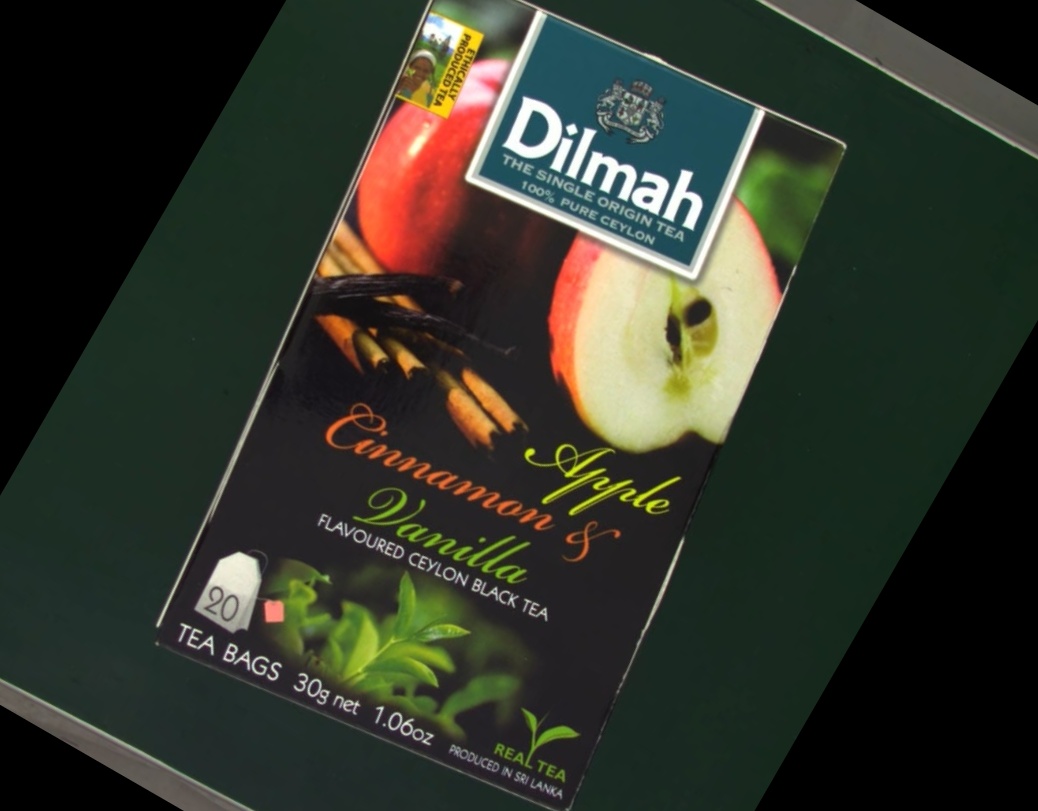 ETHICALLY
PRODUCED TEA
Dilmah
THE SINGLE ORIGIN TEA
100% PURE CEYLON
Apple
Cinnamon &
Vanilla
FLAVOURED CEYLON BLACK TEA
20
TEA BAGS 30g net 1.06oz
REAL TEA
PRODUCED IN SRI LANKA